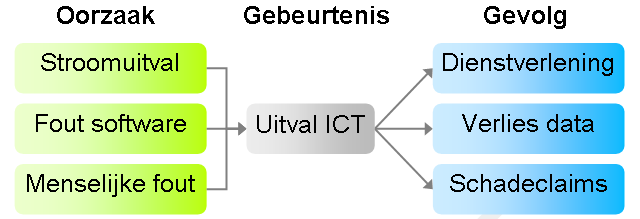 Oorzaak Gebeurtenis Gevolg
Stroomuitval
Fout software
Menselijke fout
Uitval ICT
Dienstverlening
Verlies data
Schadeclaims